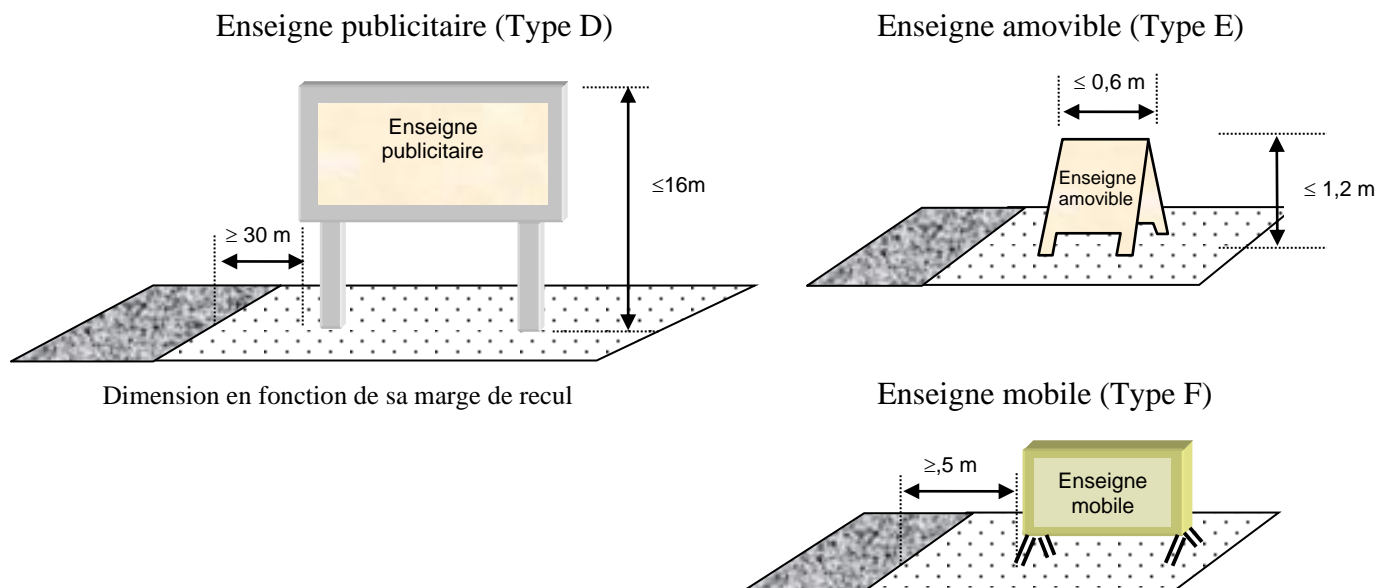 Enseigne publicitaire (Type D)
Enseigne
publicitaire
≤16m
≥ 30 m
Dimension en fonction de sa marge de recul
Enseigne amovible (Type E)
≤ 0,6 m
Enseigne
amovible
≤ 1,2 m
Enseigne mobile (Type F)
≥,5 m
Enseigne
mobile